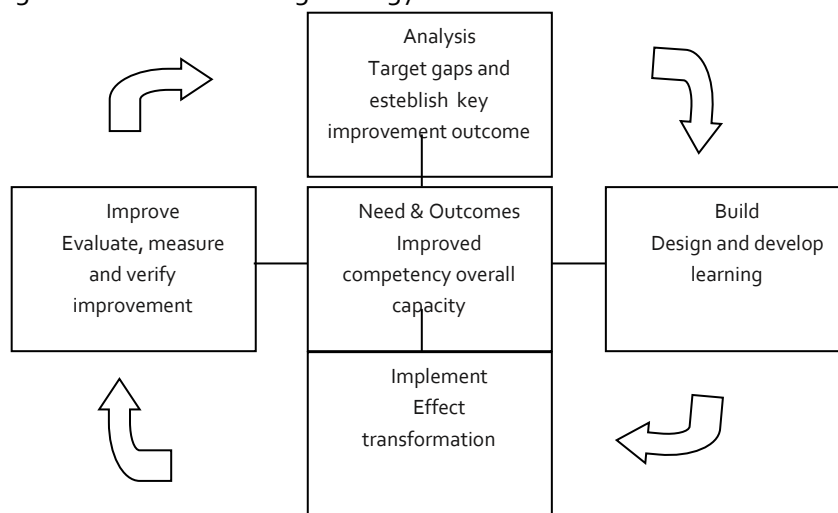 Analysis
Target gaps and
esteblish key
improvement outcome
Improve
Evaluate, measure
and verify
improvement
Need & Outcomes
Improved
competency overall
capacity
Build
Design and develop
learning
Implement
Effect
transformation